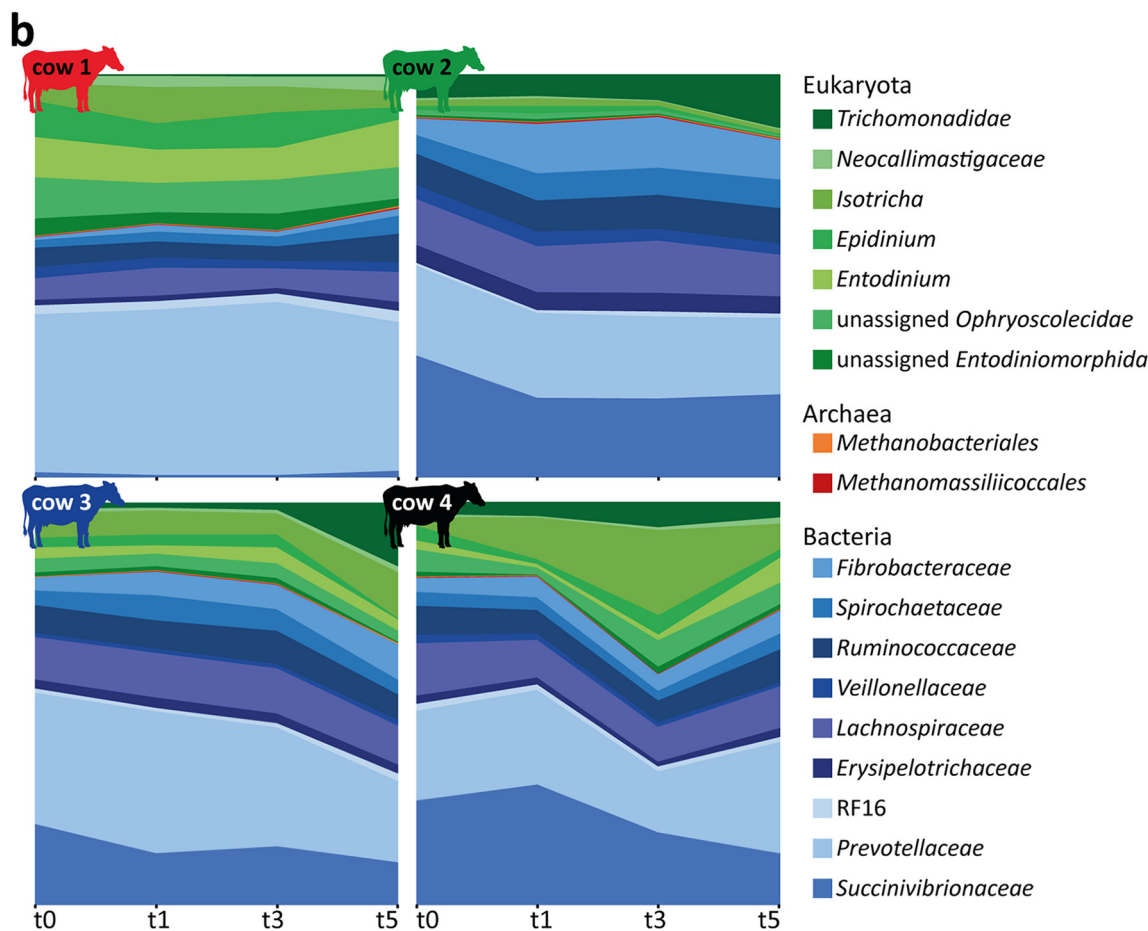 b
cow 1
cow 2
cow 3
cow 4
t0 t1 t3 t5
t0 t1 t3 t5
Eukaryota
Trichomonadidae
Neocallimastigaceae
Isotricha
Epidinium
Entodinium
unassigned Ophryoscolecidae
unassigned Entodiniomorphida
Archaea
Methanobacteriales
Methanomassiliicoccales
Bacteria
Fibrobacteraceae
Spirochaetaceae
Ruminococcaceae
Veillonellaceae
Lachnospiraceae
Erysipelotrichaceae
RF16
Prevotellaceae
Succinivibrionaceae